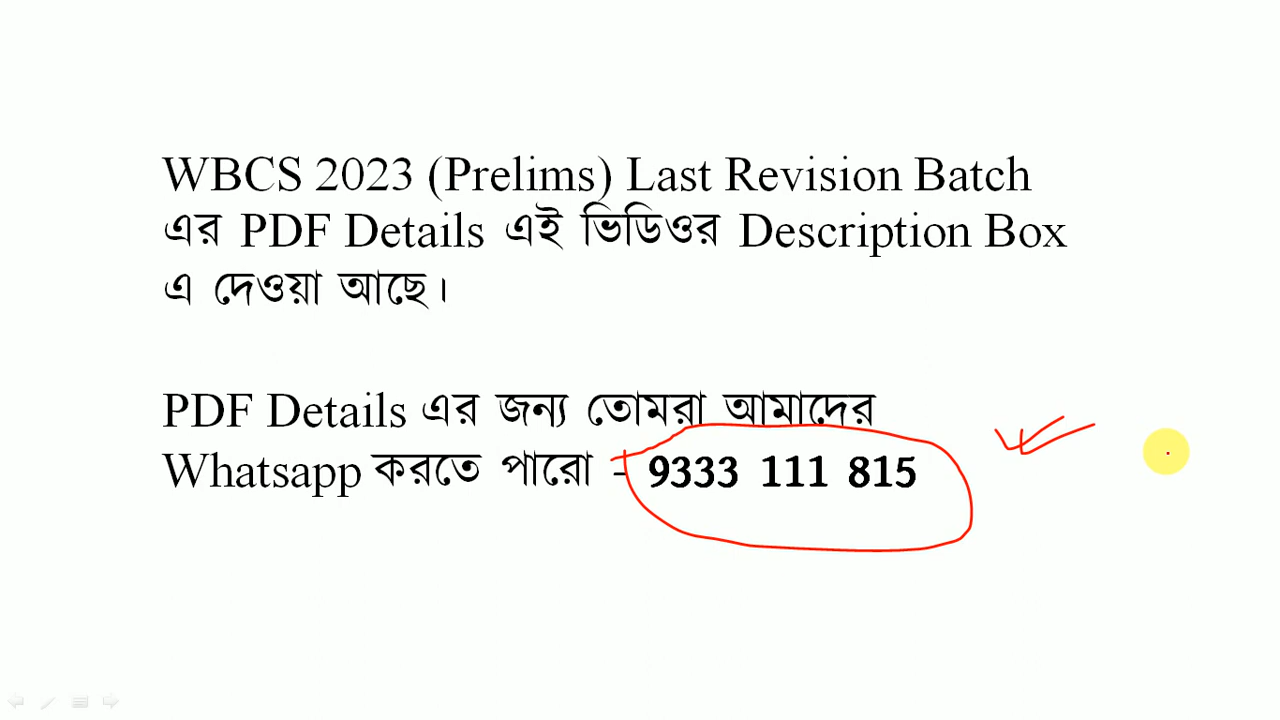 WBCS 2023 (Prelims) Last Revision Batch
এর PDF Details এই ভিডিওর Description Box
এ দেওয়া আছে।
PDF Details এর জন্য তোমরা আমাদের
Whatsapp করতে পারো - 9333 111 815